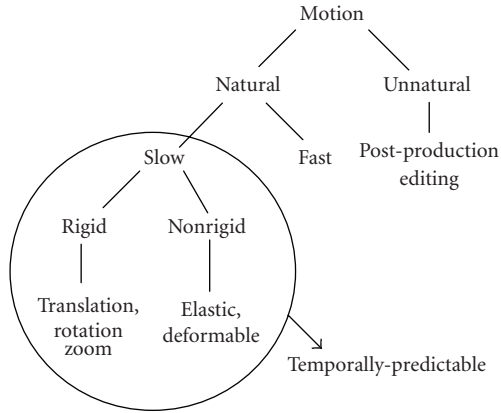 Motion
Natural
Unnatural
Slow
Fast
Post-production
editing
Rigid
Nonrigid
Translation,
rotation
zoom
Elastic,
deformable
Temporally-predictable